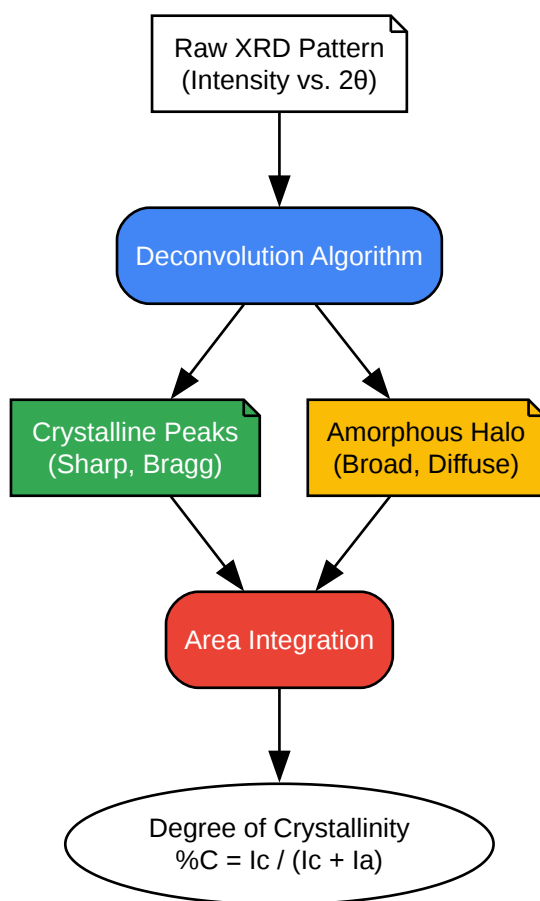 Raw XRD Pattern
(Intensity vs. 2θ)
Deconvolution Algorithm
Crystalline Peaks
(Sharp, Bragg)
Amorphous Halo
(Broad, Diffuse)
Area Integration
Degree of Crystallinity
%C = Ic / (Ic + Ia)